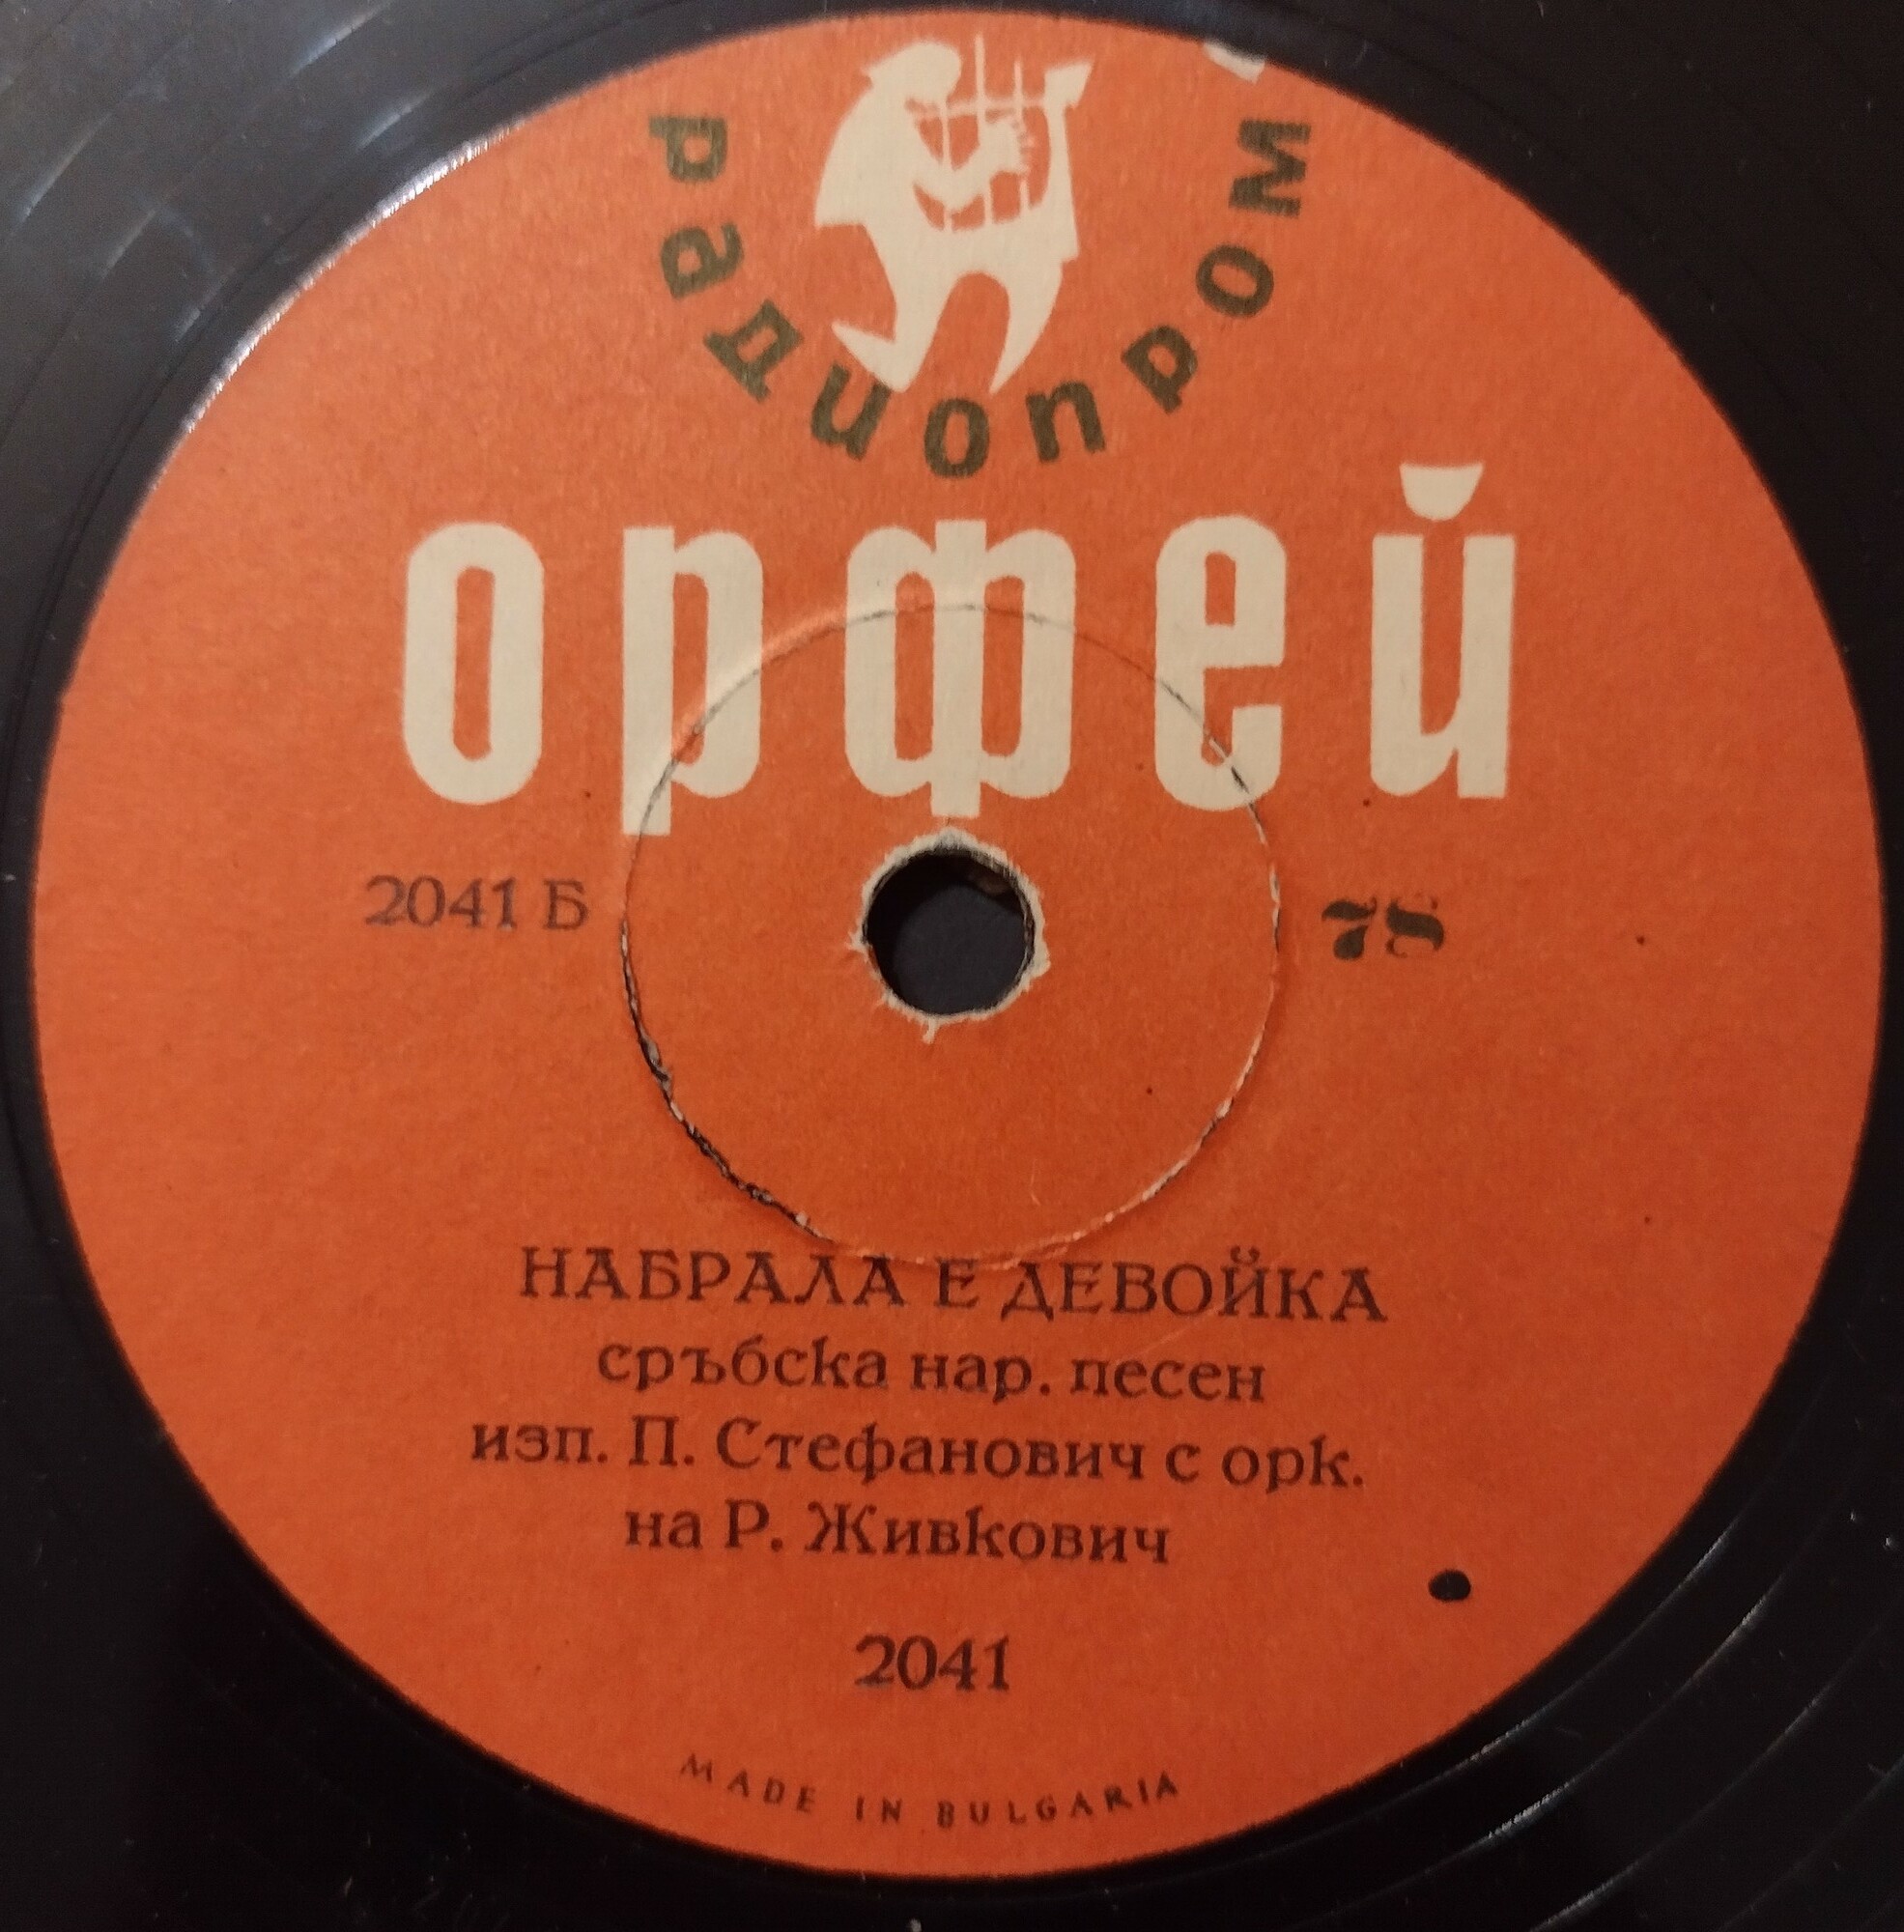 радиопром
орфей
2041 Б
78
НАБРАЛА Е ДЕВОЙКА
сръбска нар. песен
изп. П. Стефанович с орк.
на Р. Живкович
2041
MADE IN BULGARIA